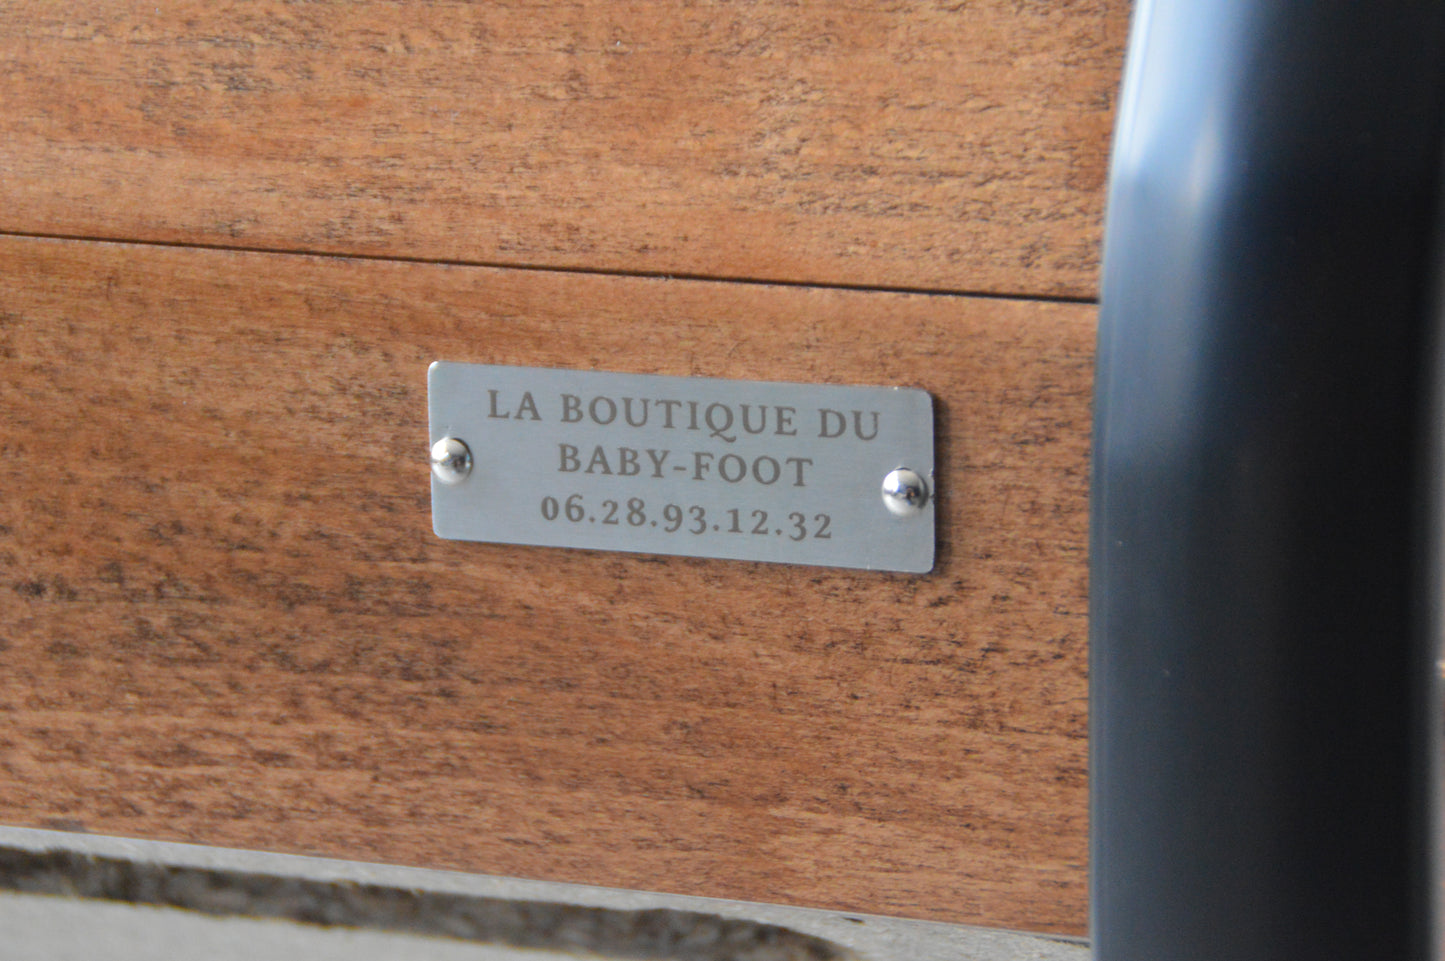 LA BOUTIQUE DU
BABY-FOOT
06.28.93.12.32